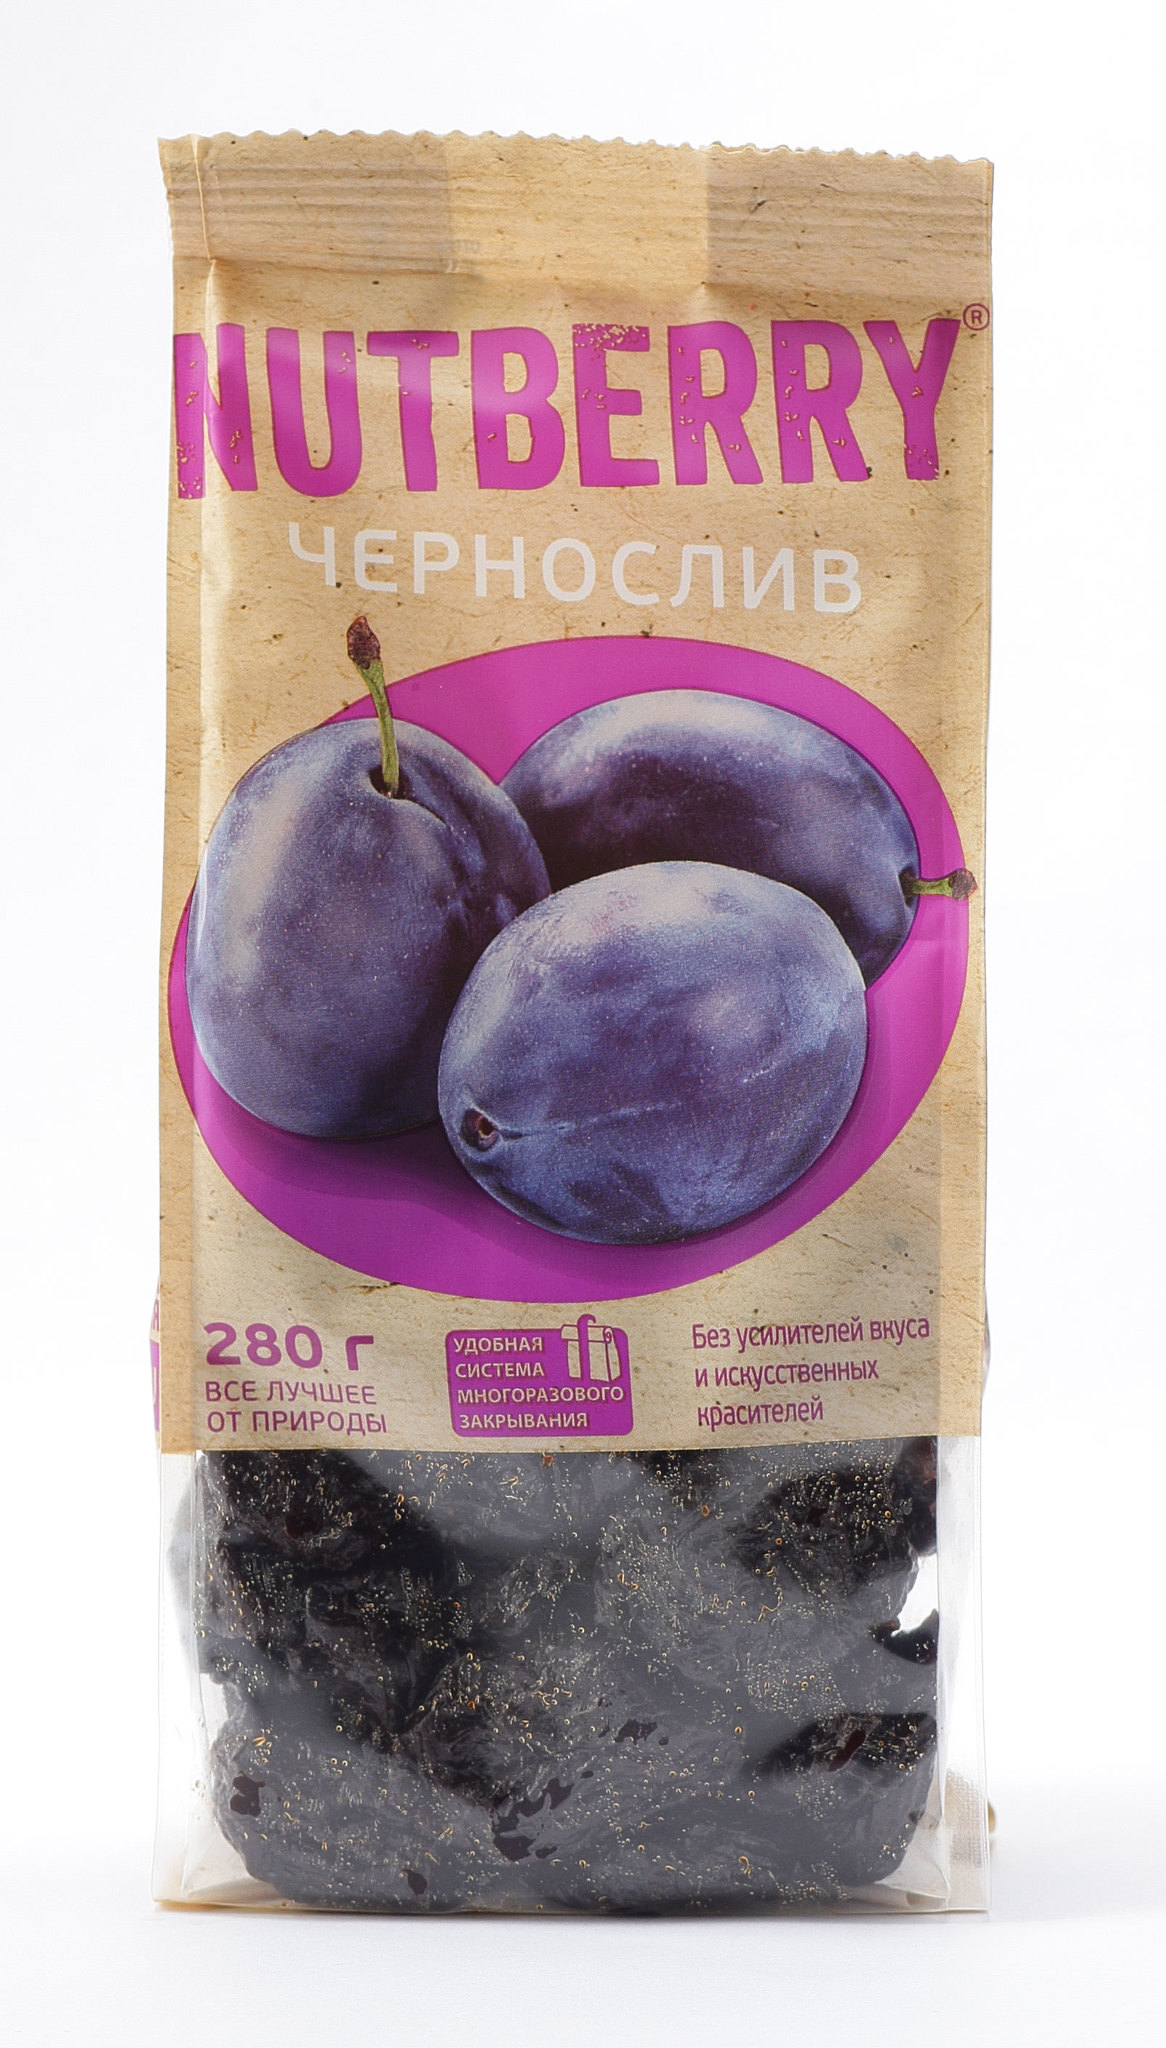 NUTBERRY®
ЧЕРНОСЛИВ
280 г
ВСЕ ЛУЧШЕЕ
ОТ ПРИРОДЫ
УДОБНАЯ
СИСТЕМА
МНОГОРАЗОВОГО
ЗАКРЫВАНИЯ
Без усилителей вкуса
и искусственных
красителей